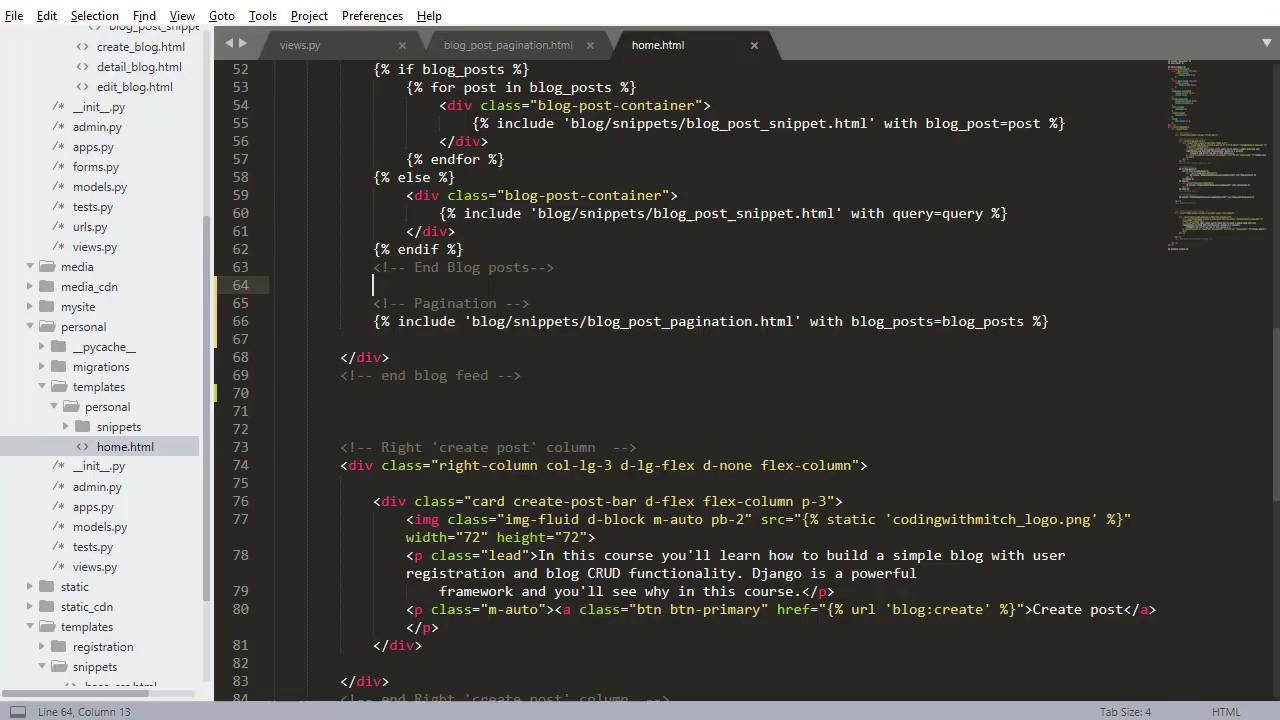 File Edit Selection Find View Goto Tools Project Preferences Help
blog_post_snippe
create_blog.html
detail_blog.html
edit_blog.html
__init__.py
admin.py
apps.py
forms.py
models.py
tests.py
urls.py
views.py
media
media_cdn
mysite
personal
__pycache__
migrations
templates
personal
snippets
home.html
__init__.py
admin.py
apps.py
models.py
tests.py
views.py
static
static_cdn
templates
registration
snippets
views.py × blog_post_pagination.html × home.html ×
52 {% if blog_posts %}
53 {% for post in blog_posts %}
54 <div class="blog-post-container">
55 {% include 'blog/snippets/blog_post_snippet.html' with blog_post=post %}
56 </div>
57 {% endfor %}
58 {% else %}
59 <div class="blog-post-container">
60 {% include 'blog/snippets/blog_post_snippet.html' with query=query %}
61 </div>
62 {% endif %}
63 <!-- End Blog posts-->
64
65 <!-- Pagination -->
66 {% include 'blog/snippets/blog_post_pagination.html' with blog_posts=blog_posts %}
67
68 </div>
69 <!-- end blog feed -->
70
71
72
73 <!-- Right 'create post' column  -->
74 <div class="right-column col-lg-3 d-lg-flex d-none flex-column">
75
76 <div class="card create-post-bar d-flex flex-column p-3">
77 <img class="img-fluid d-block m-auto pb-2" src="{% static 'codingwithmitch_logo.png' %}"
width="72" height="72">
78 <p class="lead">In this course you'll learn how to build a simple blog with user
registration and blog CRUD functionality. Django is a powerful
79 framework and you'll see why in this course.</p>
80 <p class="m-auto"><a class="btn btn-primary" href="{% url 'blog:create' %}">Create post</a>
</p>
81 </div>
82
83 </div>
84 <!-- end Right 'create post' column  -->
Line 64, Column 13 Tab Size: 4 HTML